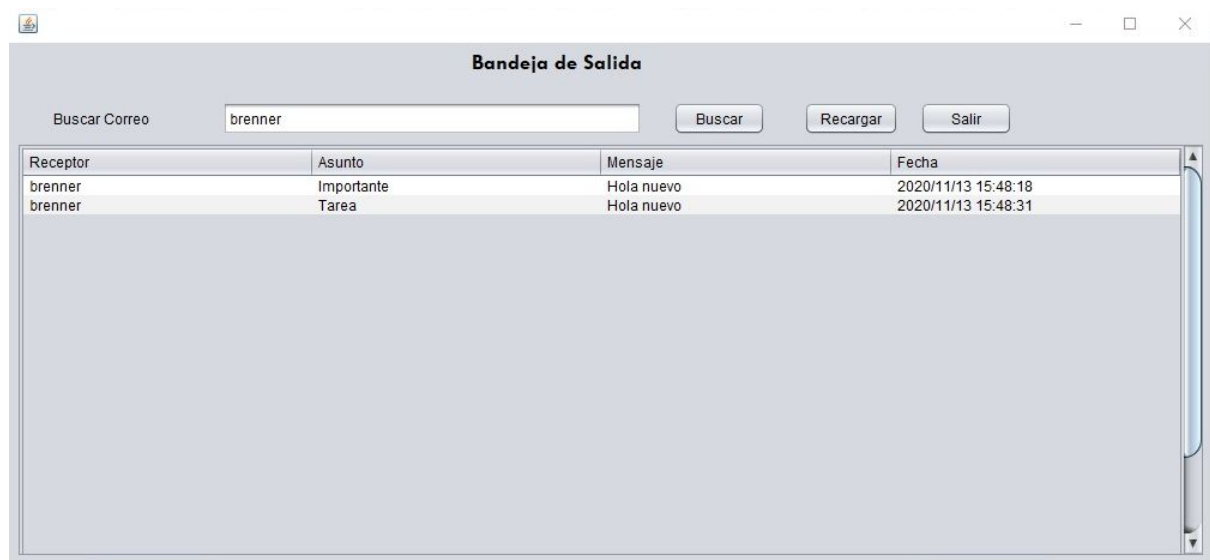 Bandeja de Salida
Buscar Correo brenner Buscar Recargar Salir
Receptor Asunto Mensaje Fecha
brenner Importante Hola nuevo 2020/11/13 15:48:18
brenner Tarea Hola nuevo 2020/11/13 15:48:31